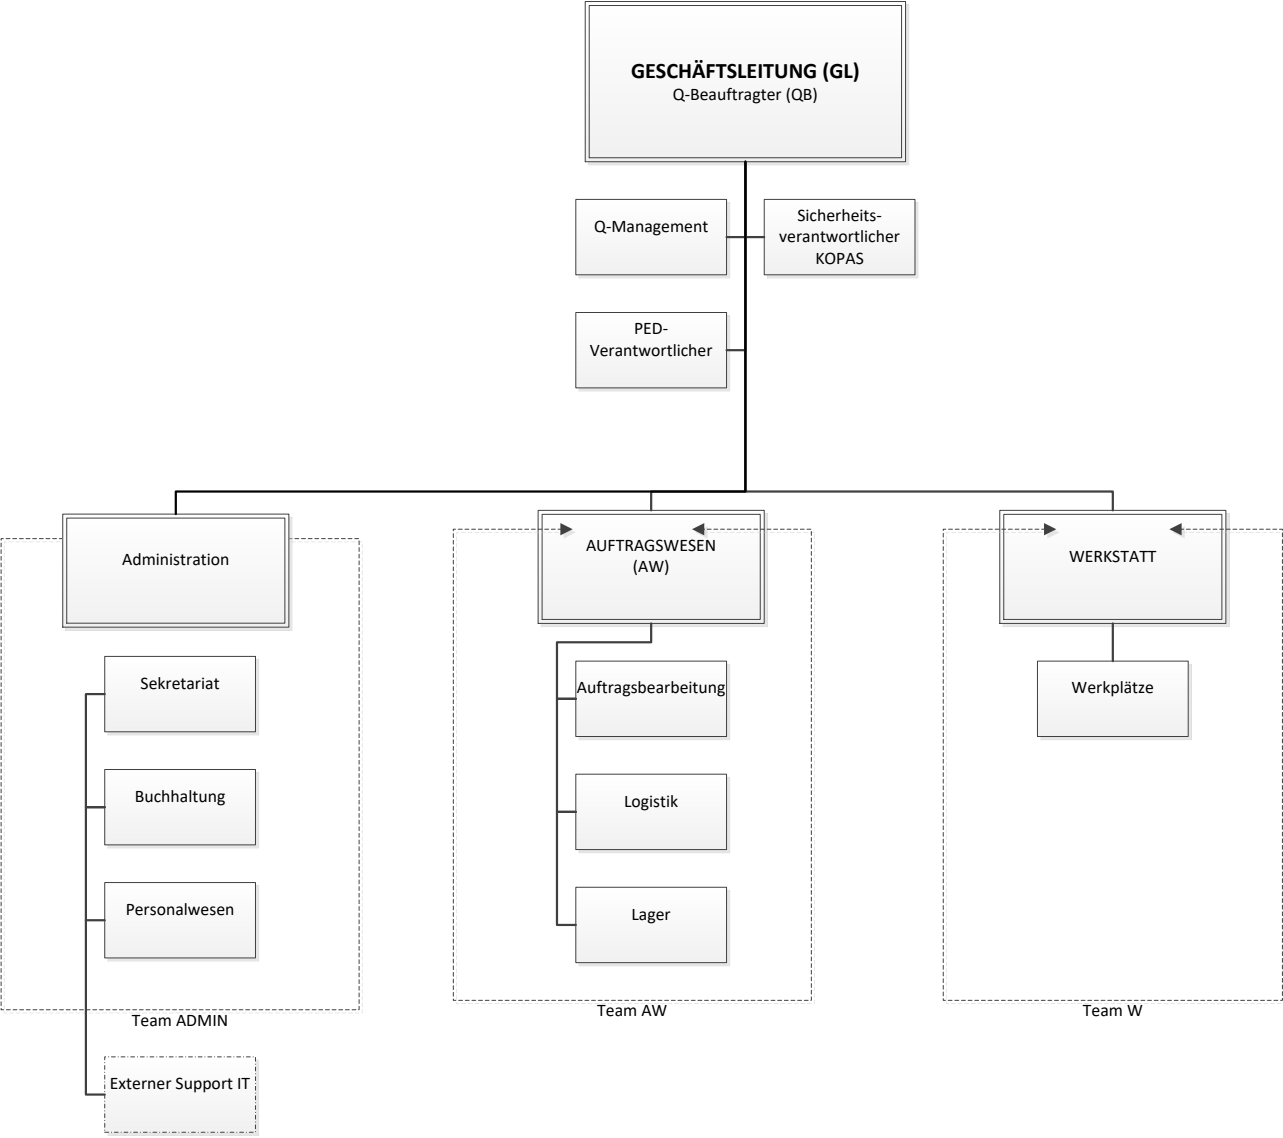 GESCHÄFTSLEITUNG (GL)
Q-Beauftragter (QB)
Q-Management
Sicherheits-
verantwortlicher
KOPAS
PED-
Verantwortlicher
Administration
AUFTRAGSWESEN
(AW)
WERKSTATT
Sekretariat
Auftragsbearbeitung
Werkplätze
Buchhaltung
Logistik
Personalwesen
Lager
Team ADMIN
Team AW
Team W
Externer Support IT